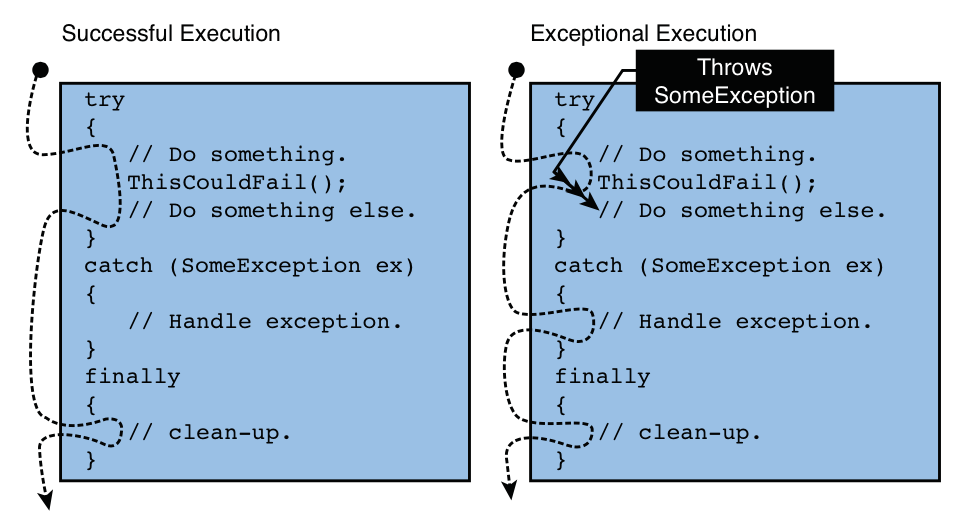 Successful Execution
try
{
// Do something.
ThisCouldFail();
// Do something else.
}
catch (SomeException ex)
{
// Handle exception.
}
finally
{
// clean-up.
}
Exceptional Execution
Throws
SomeException
try
{
// Do something.
ThisCouldFail();
// Do something else.
}
catch (SomeException ex)
{
// Handle exception.
}
finally
{
// clean-up.
}